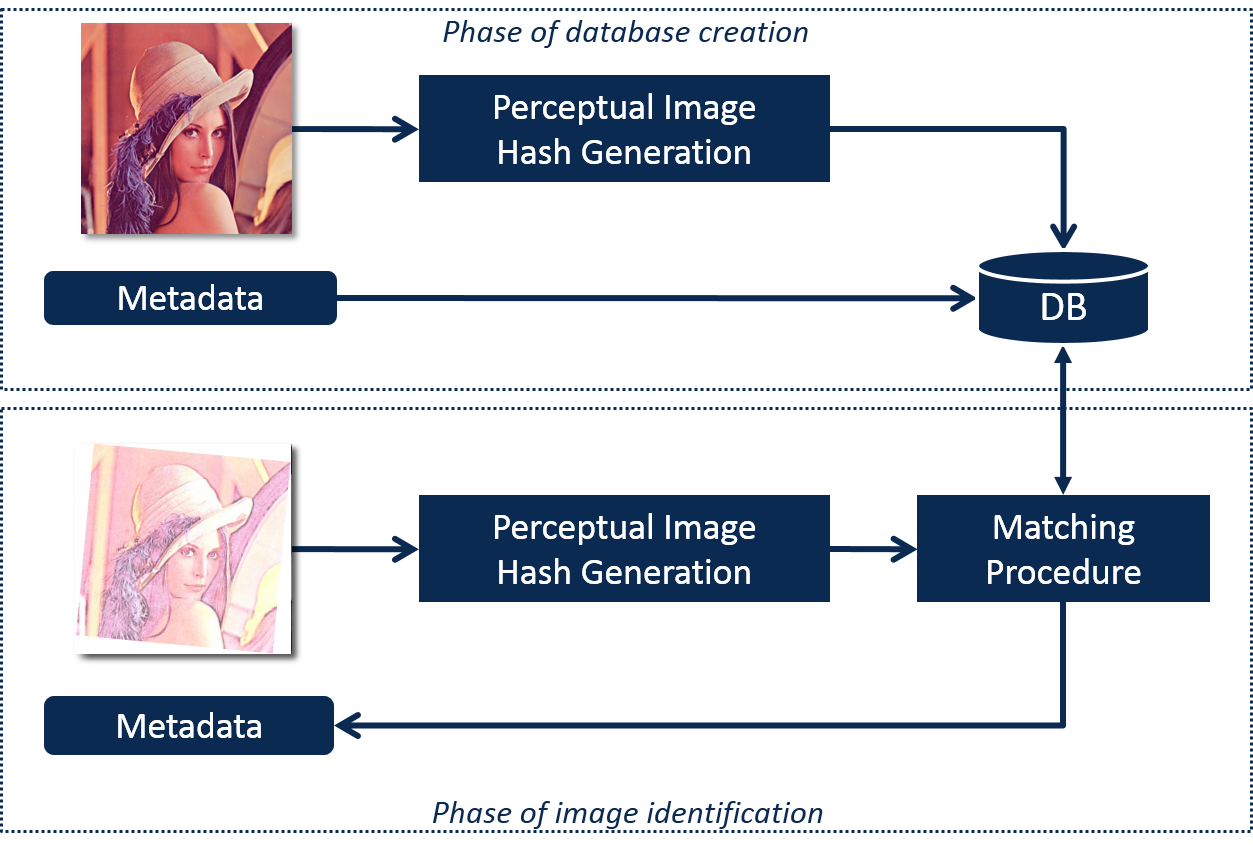 Phase of database creation
Perceptual Image
Hash Generation
Metadata
DB
Perceptual Image
Hash Generation
Matching
Procedure
Metadata
Phase of image identification